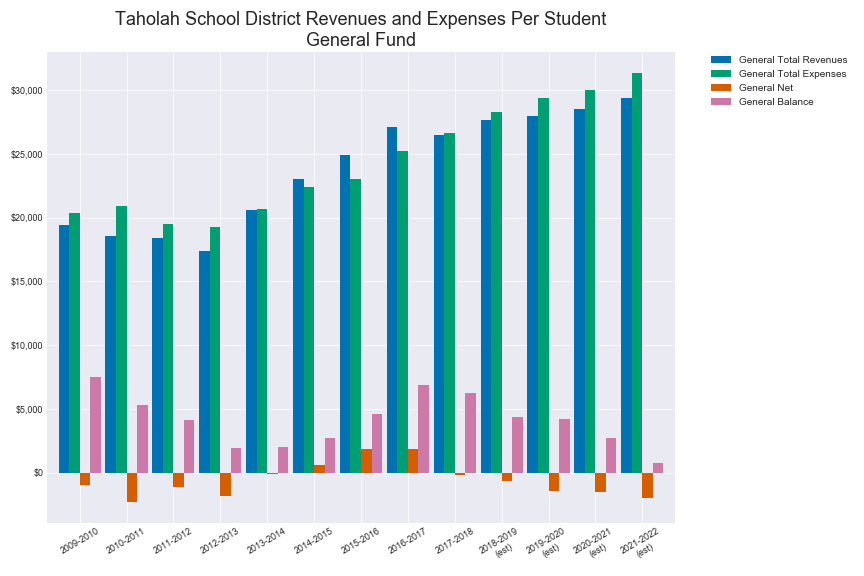 Taholah School District Revenues and Expenses Per Student
General Fund
General Total Revenues
General Total Expenses
General Net
General Balance
$30,000
$25,000
$20,000
$15,000
$10,000
$5,000
$0
2009-2010
2010-2011
2011-2012
2012-2013
2013-2014
2014-2015
2015-2016
2016-2017
2017-2018
2018-2019
(est)
2019-2020
(est)
2020-2021
(est)
2021-2022
(est)